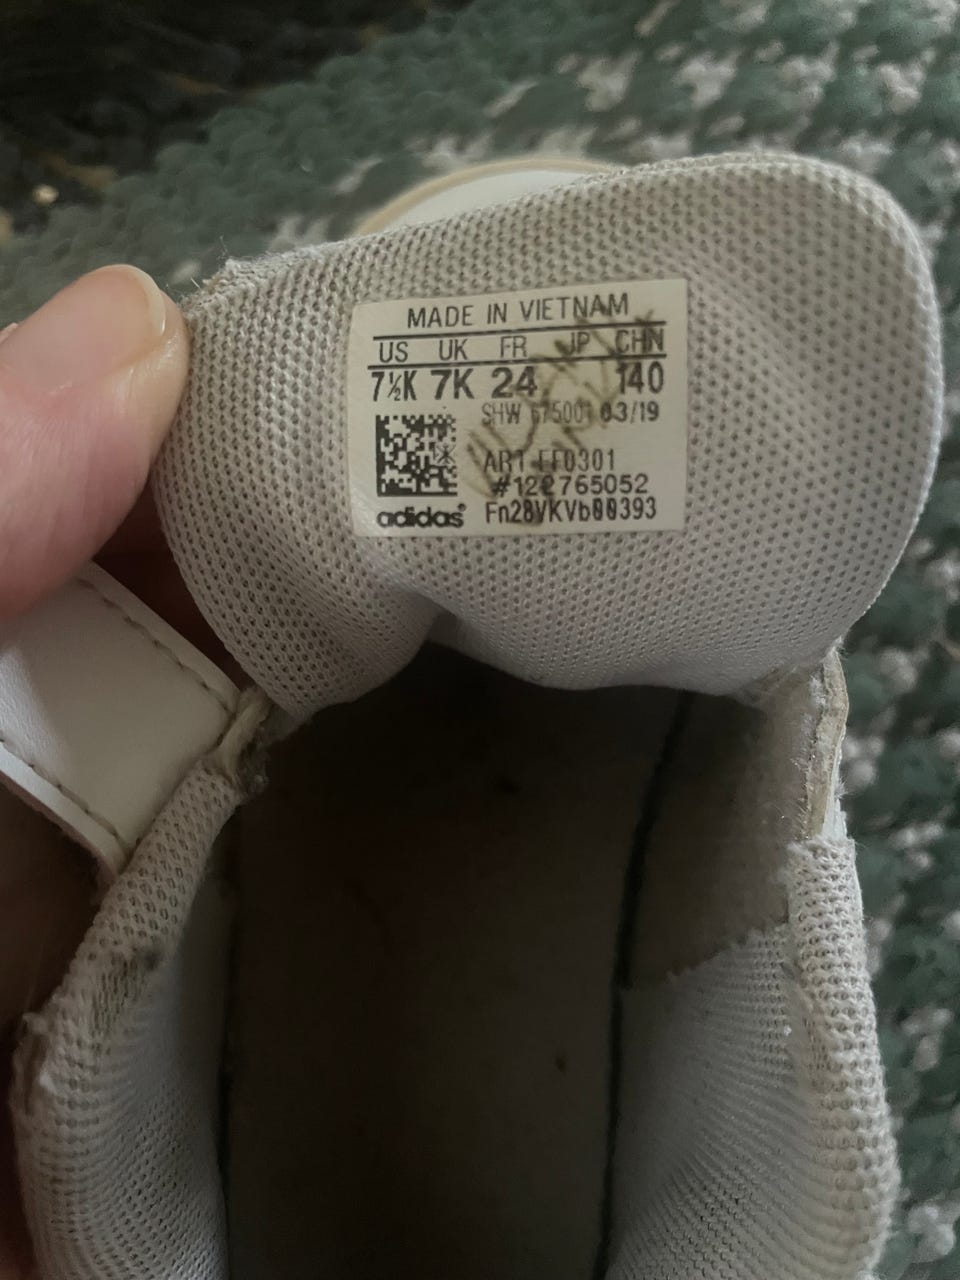 MADE IN VIETNAM
US UK FR JP CHN
7½K 7K 24 140
SHW 675001 03/19
ART FF0301
#122765052
adidas® Fn28VKVb00393